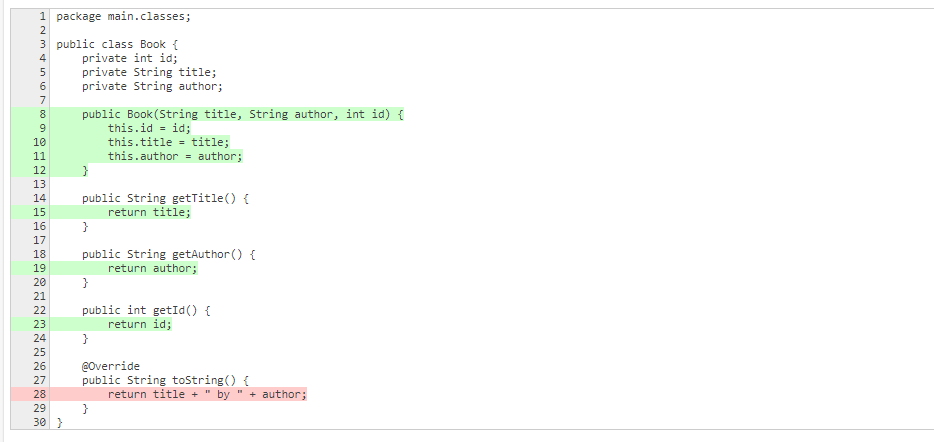 1 package main.classes;
2
3 public class Book {
4     private int id;
5     private String title;
6     private String author;
7
8     public Book(String title, String author, int id) {
9         this.id = id;
10         this.title = title;
11         this.author = author;
12     }
13
14     public String getTitle() {
15         return title;
16     }
17
18     public String getAuthor() {
19         return author;
20     }
21
22     public int getId() {
23         return id;
24     }
25
26     @Override
27     public String toString() {
28         return title + " by " + author;
29     }
30 }